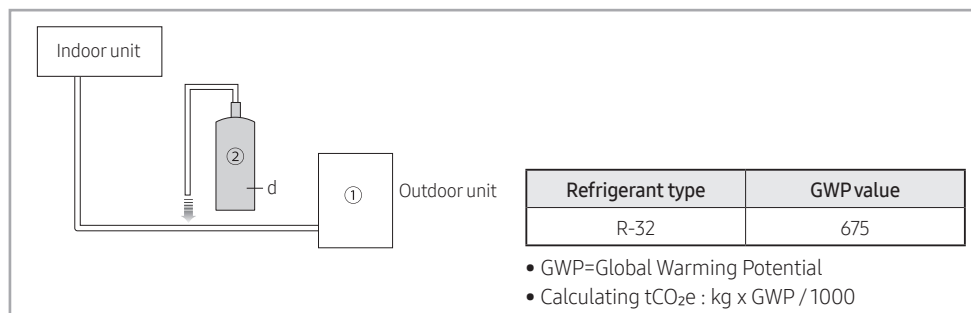 Indoor unit
②
d
①
Outdoor unit
Refrigerant type GWP value
R-32 675
• GWP=Global Warming Potential
• Calculating tCO₂e : kg x GWP / 1000